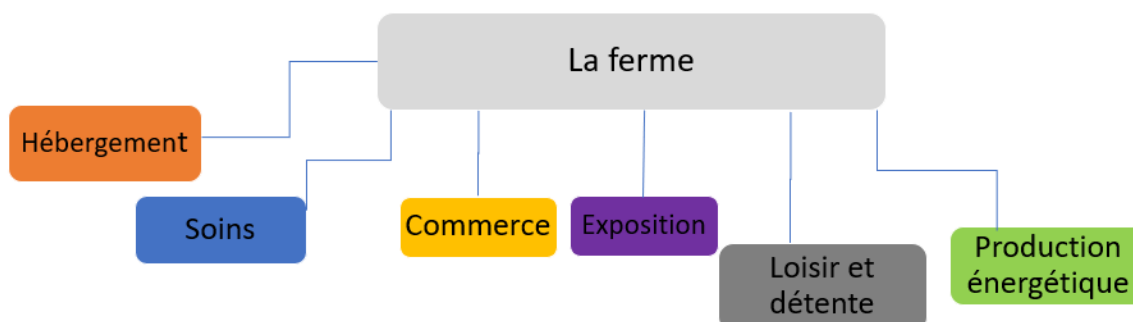 La ferme
Hébergement
Soins
Commerce
Exposition
Loisir et
détente
Production
énergétique